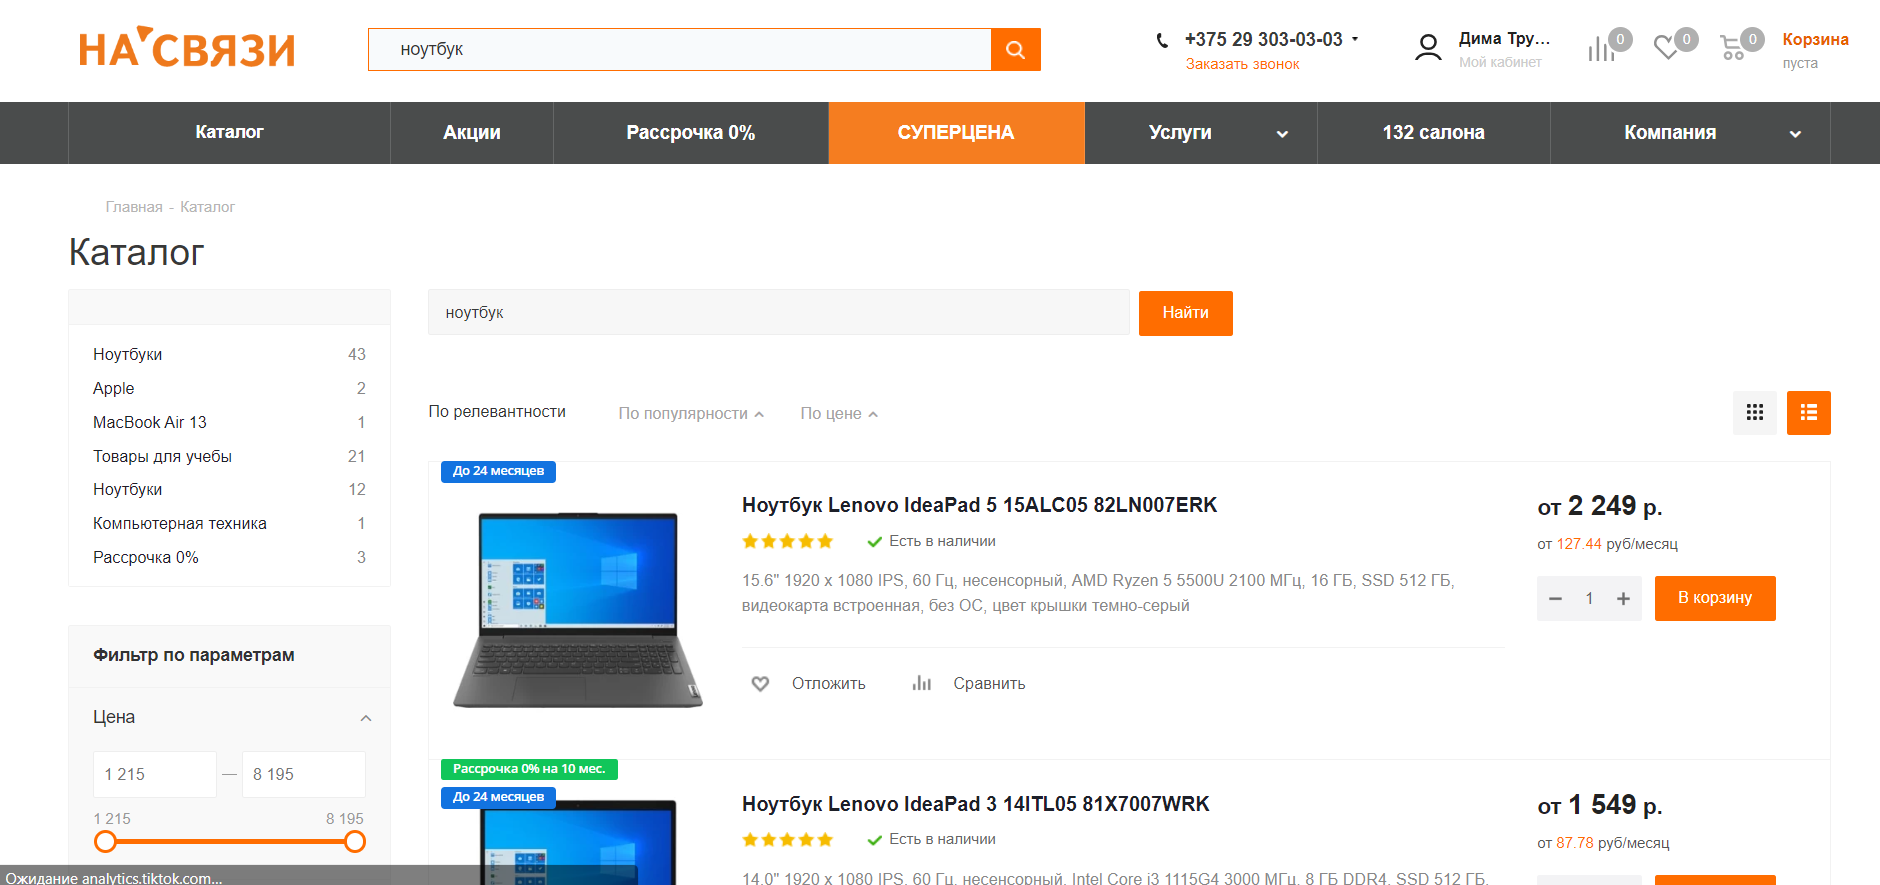 НА СВЯЗИ
ноутбук
+375 29 303-03-03
Заказать звонок
Дима Тру...
Мой кабинет
0
0
0
Корзина
пуста
Каталог
Акции
Рассрочка 0%
СУПЕРЦЕНА
Услуги
132 салона
Компания
Главная - Каталог
Каталог
Ноутбуки 43
Apple 2
MacBook Air 13 1
Товары для учебы 21
Ноутбуки 12
Компьютерная техника 1
Рассрочка 0% 3
Фильтр по параметрам
Цена
1 215 — 8 195
1 215 8 195
ноутбук
Найти
По релевантности По популярности По цене
До 24 месяцев
Ноутбук Lenovo IdeaPad 5 15ALC05 82LN007ERK
Есть в наличии
15.6" 1920 x 1080 IPS, 60 Гц, несенсорный, AMD Ryzen 5 5500U 2100 МГц, 16 ГБ, SSD 512 ГБ,
видеокарта встроенная, без ОС, цвет крышки темно-серый
Отложить Сравнить
от 2 249 р.
от 127.44 руб/месяц
− 1 +
В корзину
Рассрочка 0% на 10 мес.
До 24 месяцев
Ноутбук Lenovo IdeaPad 3 14ITL05 81X7007WRK
Есть в наличии
14.0" 1920 x 1080 IPS, 60 Гц, несенсорный, Intel Core i3 1115G4 3000 МГц, 8 ГБ DDR4, SSD 512 ГБ,
от 1 549 р.
от 87.78 руб/месяц
Ожидание analytics.tiktok.com...